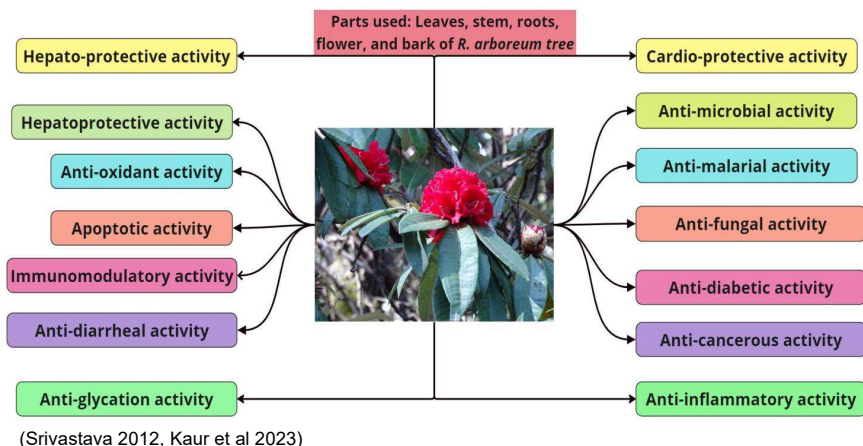 Parts used: Leaves, stem, roots,
flower, and bark of R. arboreum tree
Hepato-protective activity
Hepatoprotective activity
Anti-oxidant activity
Apoptotic activity
Immunomodulatory activity
Anti-diarrheal activity
Anti-glycation activity
Cardio-protective activity
Anti-microbial activity
Anti-malarial activity
Anti-fungal activity
Anti-diabetic activity
Anti-cancerous activity
Anti-inflammatory activity
(Srivastava 2012, Kaur et al 2023)